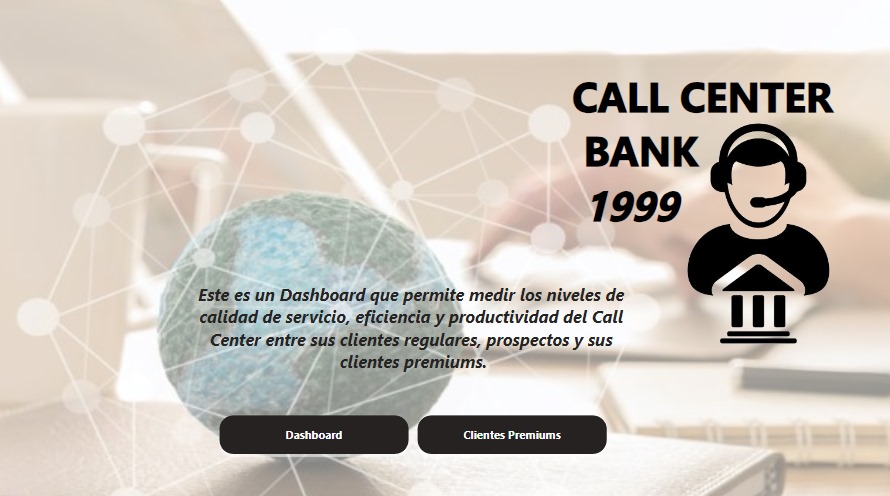 CALL CENTER
BANK
1999
Este es un Dashboard que permite medir los niveles de
calidad de servicio, eficiencia y productividad del Call
Center entre sus clientes regulares, prospectos y sus
clientes premiums.
Dashboard
Clientes Premiums